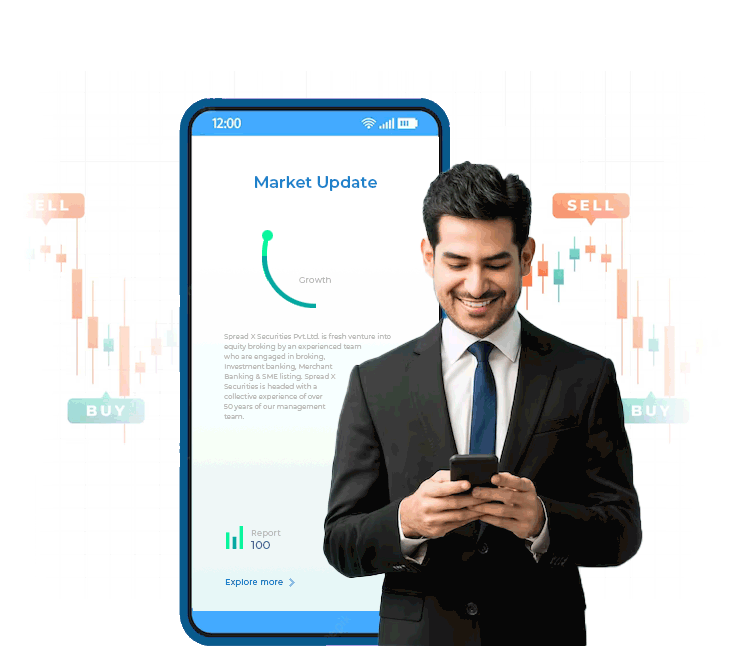 12:00
Market Update
SELL
SELL
Growth
Spread X Securities Pvt.Ltd. is fresh venture into
equity broking by an experienced team
who are engaged in broking,
Investment banking, Merchant
Banking & SME listing. Spread X
Securities is headed with a
collective experience of over
50 years of our management
team.
BUY
BUY
Report
100
Explore more